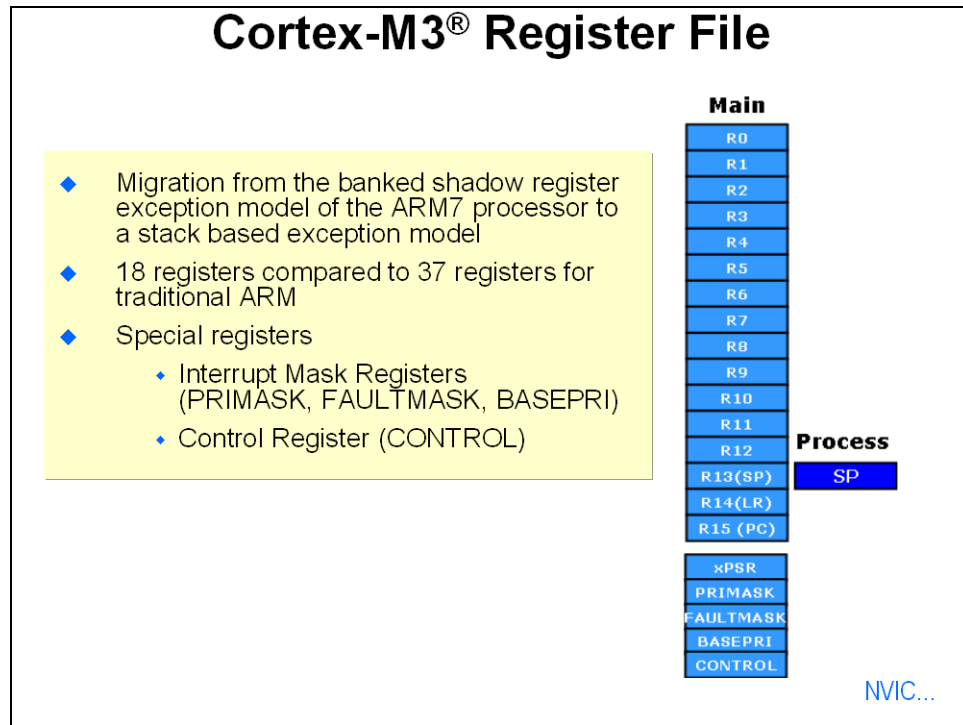 Cortex-M3® Register File
Migration from the banked shadow register
exception model of the ARM7 processor to
a stack based exception model
18 registers compared to 37 registers for
traditional ARM
Special registers
Interrupt Mask Registers
(PRIMASK, FAULTMASK, BASEPRI)
Control Register (CONTROL)
Main
R0
R1
R2
R3
R4
R5
R6
R7
R8
R9
R10
R11
R12
R13(SP)
Process
SP
R14(LR)
R15 (PC)
xPSR
PRIMASK
FAULTMASK
BASEPRI
CONTROL
NVIC...